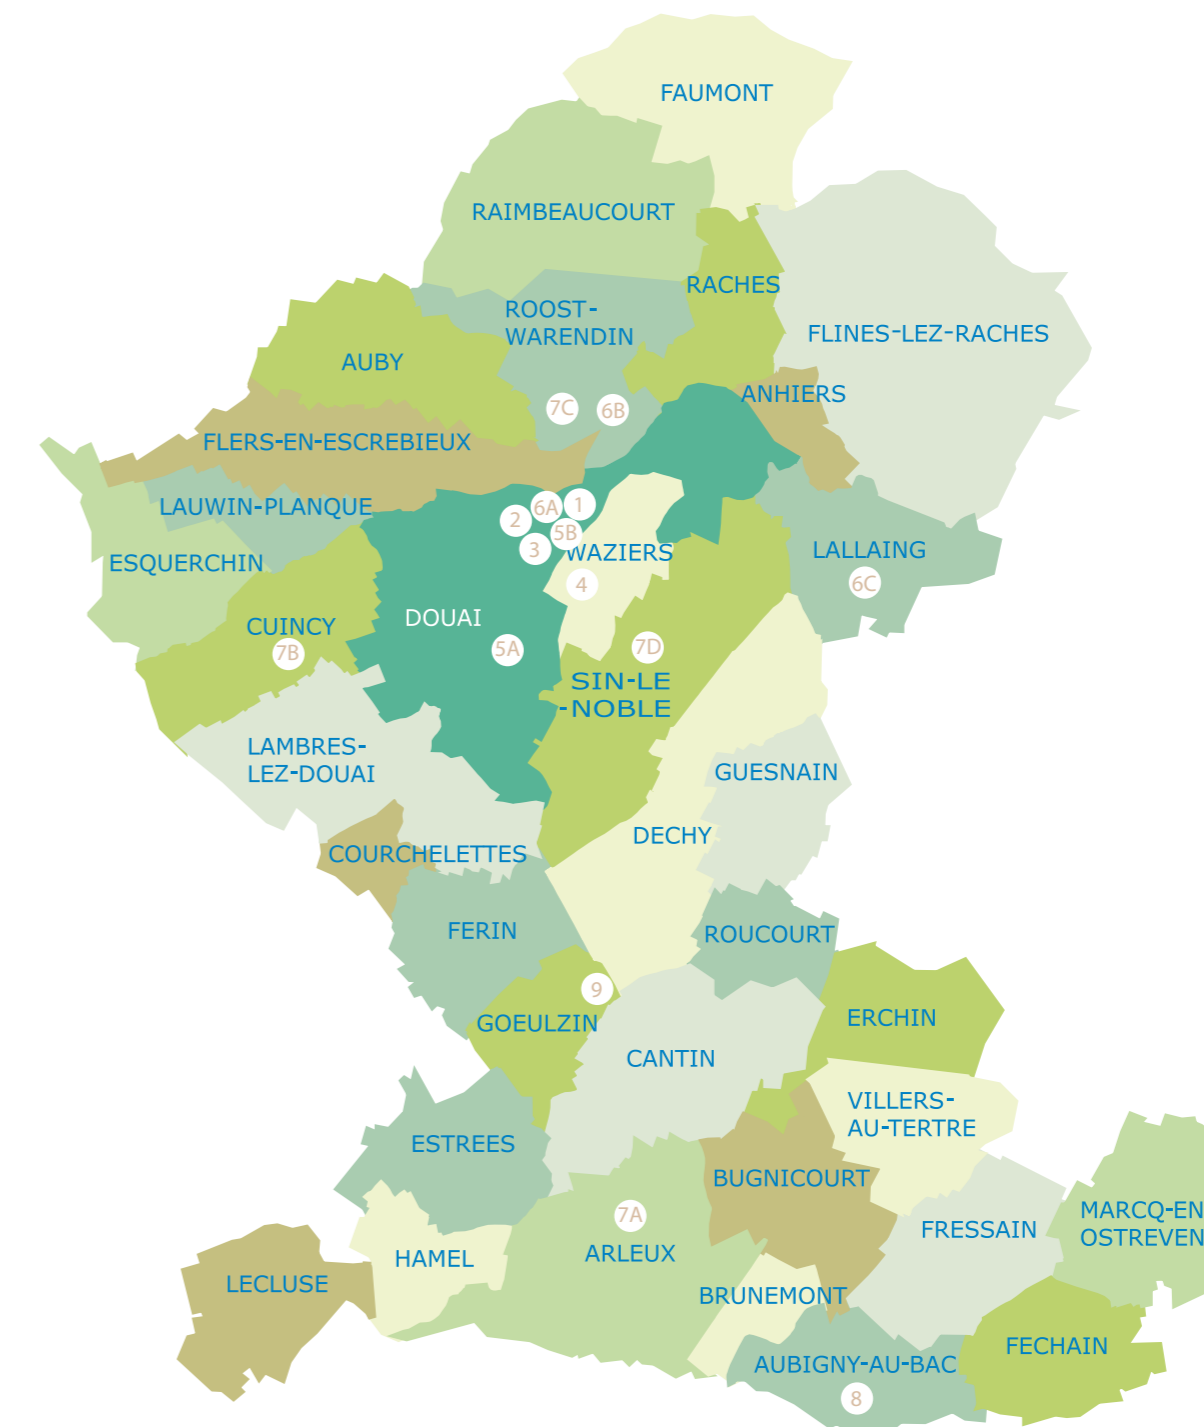 FAUMONT
RAIMBEAUCOURT
RACHES
ROOST-
WARENDIN
FLINES-LEZ-RACHES
AUBY
ANHIERS
7C
6B
FLERS-EN-ESCREBIEUX
LAUWIN-PLANQUE
6A
1
2
5B
3
WAZIERS
LALLAING
ESQUERCHIN
4
6C
DOUAI
CUINCY
7B
5A
7D
SIN-LE
-NOBLE
LAMBRES-
LEZ-DOUAI
GUESNAIN
DECHY
COURCHELETTES
FERIN
ROUCOURT
9
GOEULZIN
ERCHIN
CANTIN
VILLERS-
AU-TERTRE
ESTREES
BUGNICOURT
7A
FRESSAIN
MARCQ-EN
OSTREVEN
ARLEUX
HAMEL
LECLUSE
BRUNEMONT
FECHAIN
AUBIGNY-AU-BAC
8